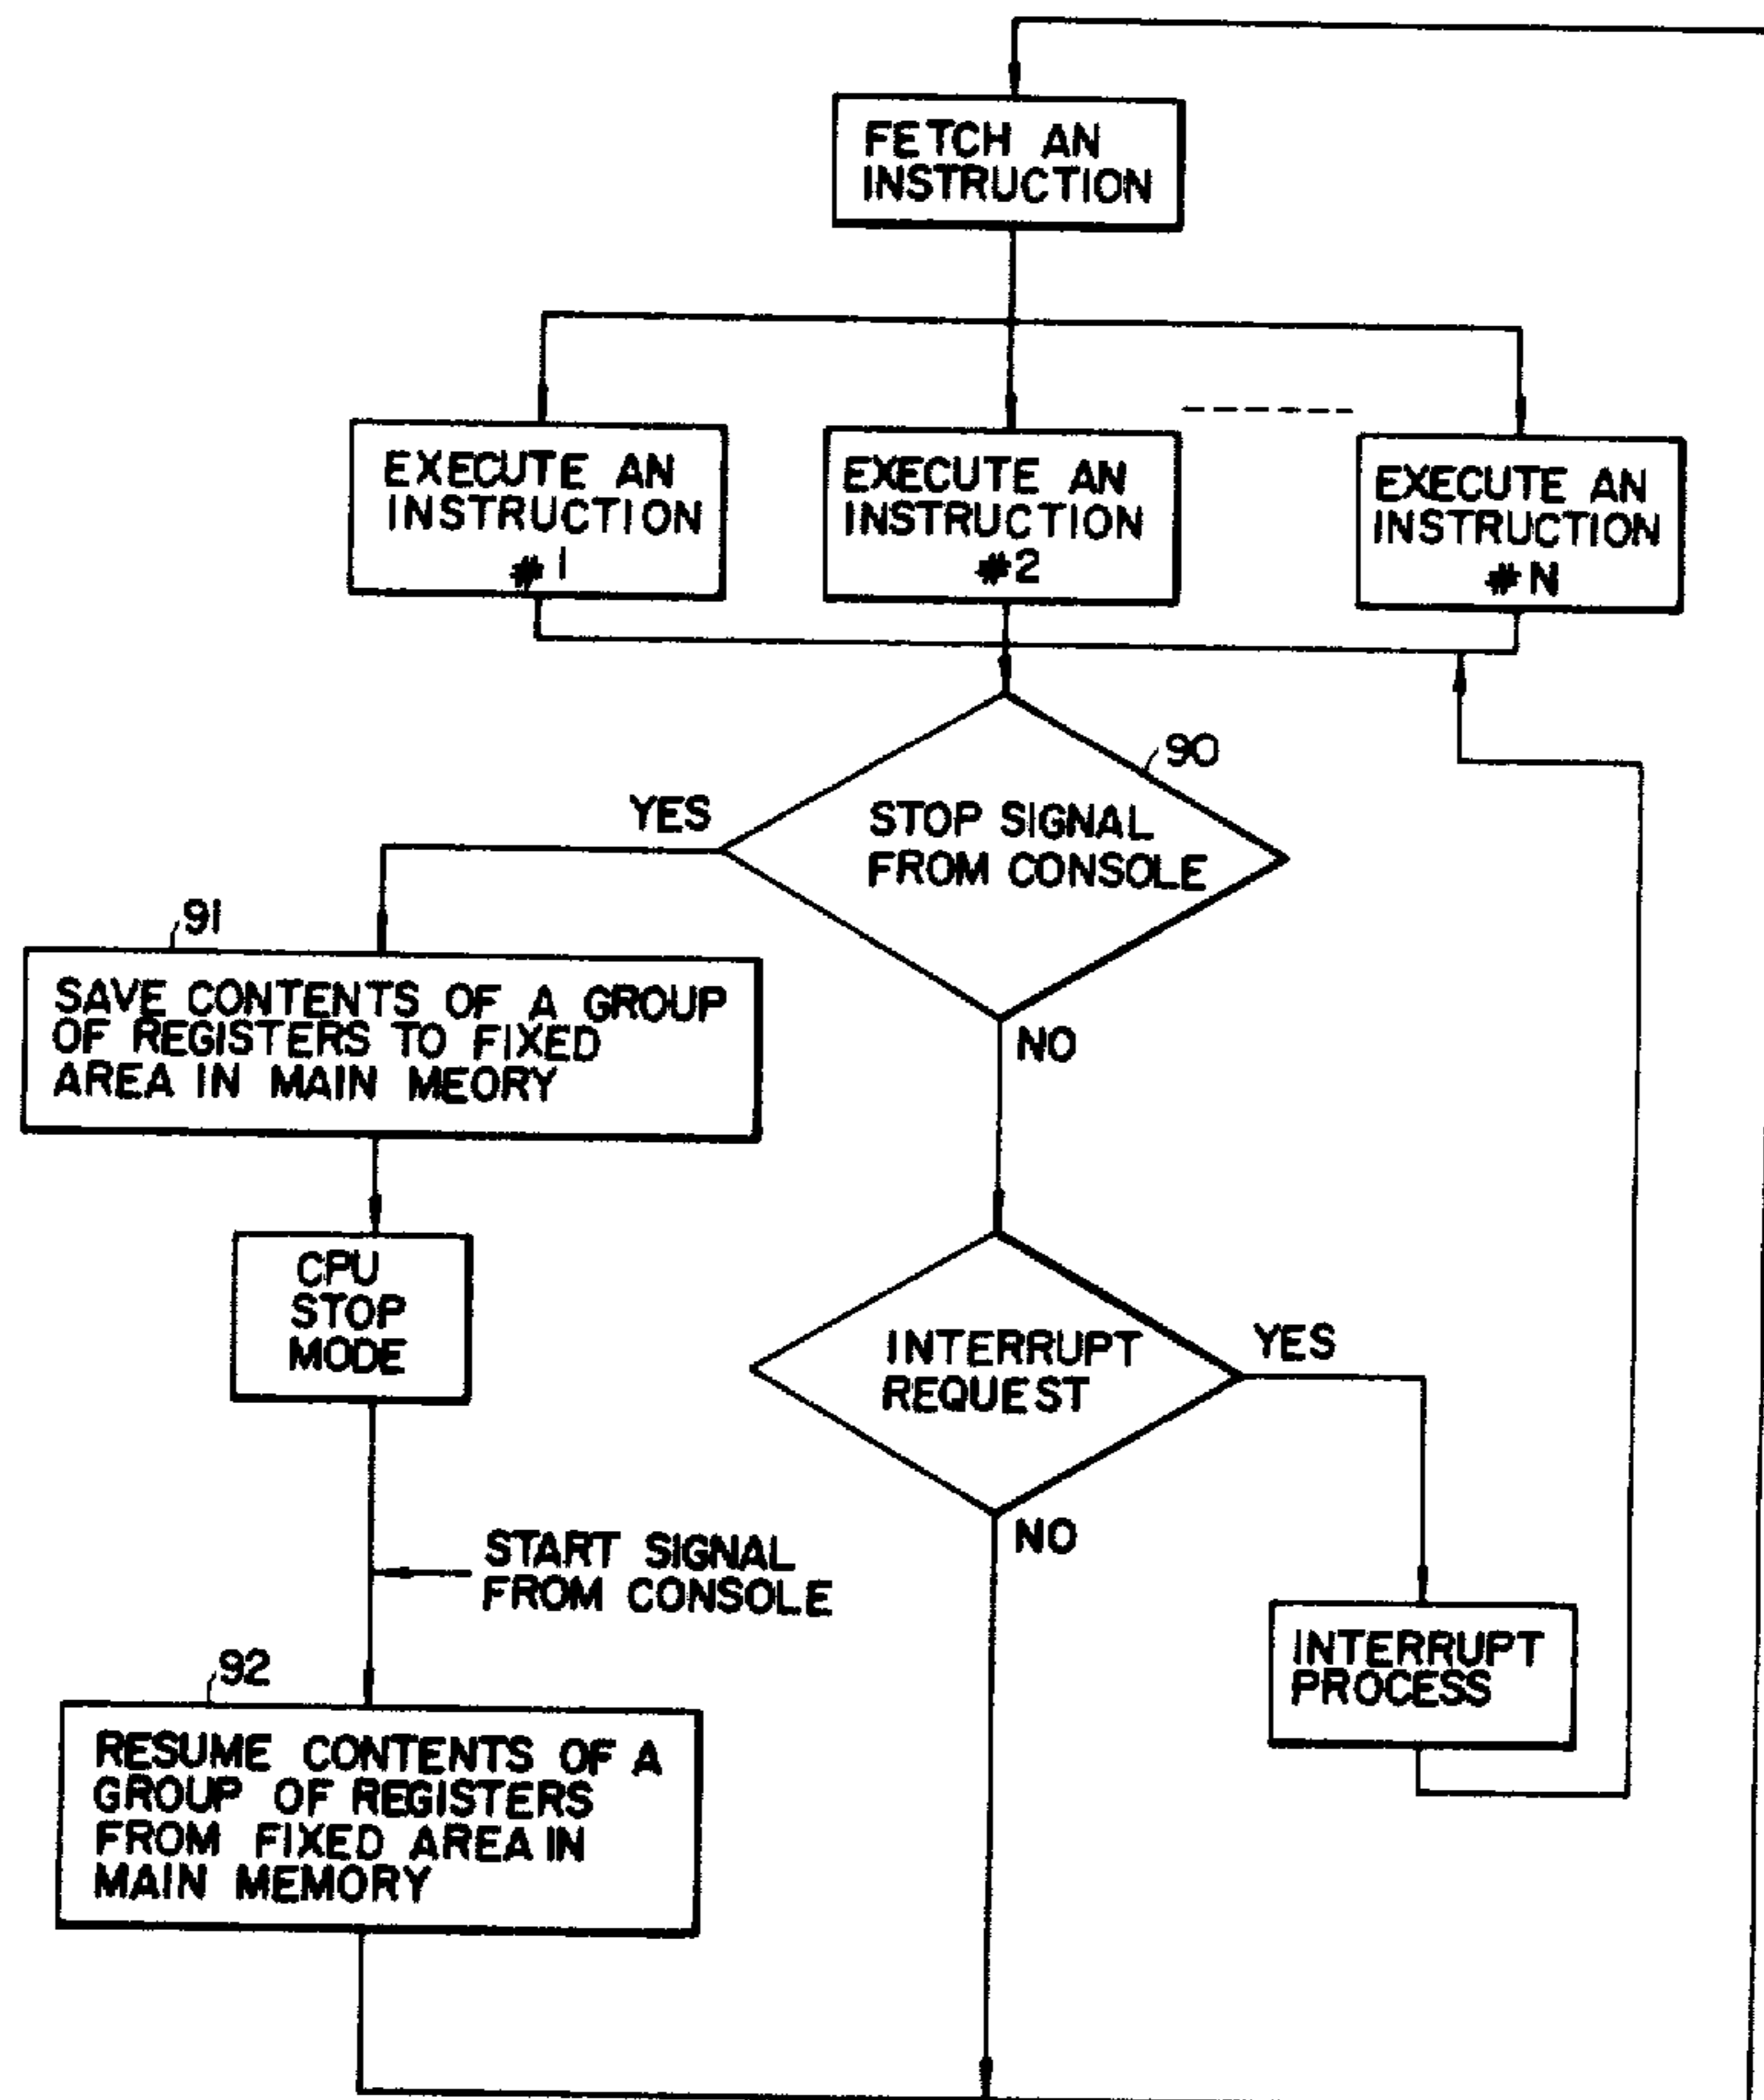 FETCH AN
INSTRUCTION
EXECUTE AN
INSTRUCTION
#1
EXECUTE AN
INSTRUCTION
#2
EXECUTE AN
INSTRUCTION
#N
90
STOP SIGNAL
FROM CONSOLE
YES
NO
91
SAVE CONTENTS OF A GROUP
OF REGISTERS TO FIXED
AREA IN MAIN MEORY
CPU
STOP
MODE
INTERRUPT
REQUEST
YES
NO
START SIGNAL
FROM CONSOLE
INTERRUPT
PROCESS
92
RESUME CONTENTS OF A
GROUP OF REGISTERS
FROM FIXED AREA IN
MAIN MEMORY